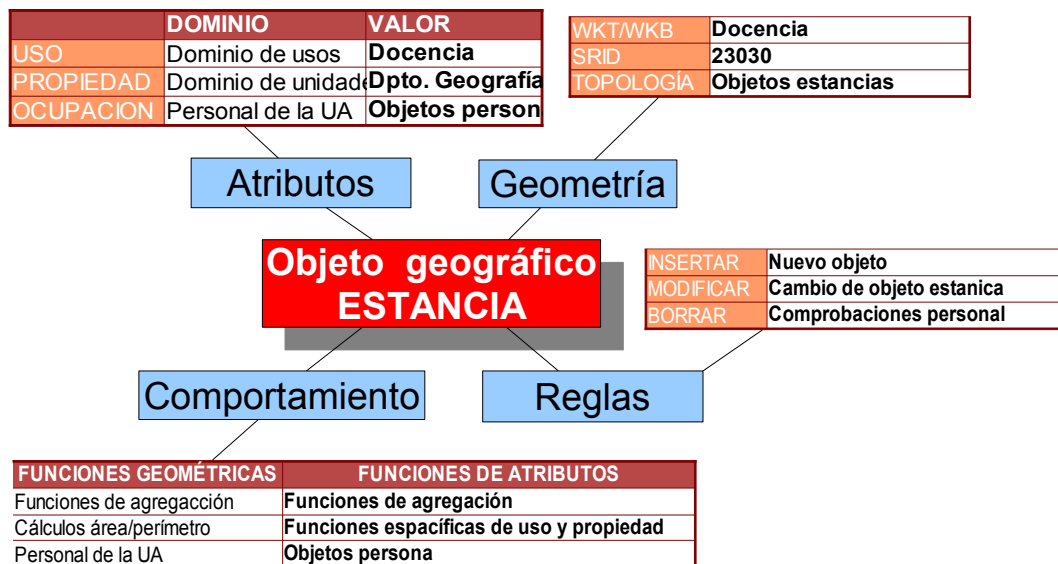 DOMINIO VALOR
USO Dominio de usos Docencia
PROPIEDAD Dominio de unidade Dpto. Geografía
OCUPACION Personal de la UA Objetos person
WKT/WKB Docencia
SRID 23030
TOPOLOGÍA Objetos estancias
Atributos
Geometría
Objeto geográfico
ESTANCIA
INSERTAR Nuevo objeto
MODIFICAR Cambio de objeto estanica
BORRAR Comprobaciones personal
Comportamiento
Reglas
FUNCIONES GEOMÉTRICAS FUNCIONES DE ATRIBUTOS
Funciones de agregacción Funciones de agregación
Cálculos área/perímetro Funciones espacíficas de uso y propiedad
Personal de la UA Objetos persona